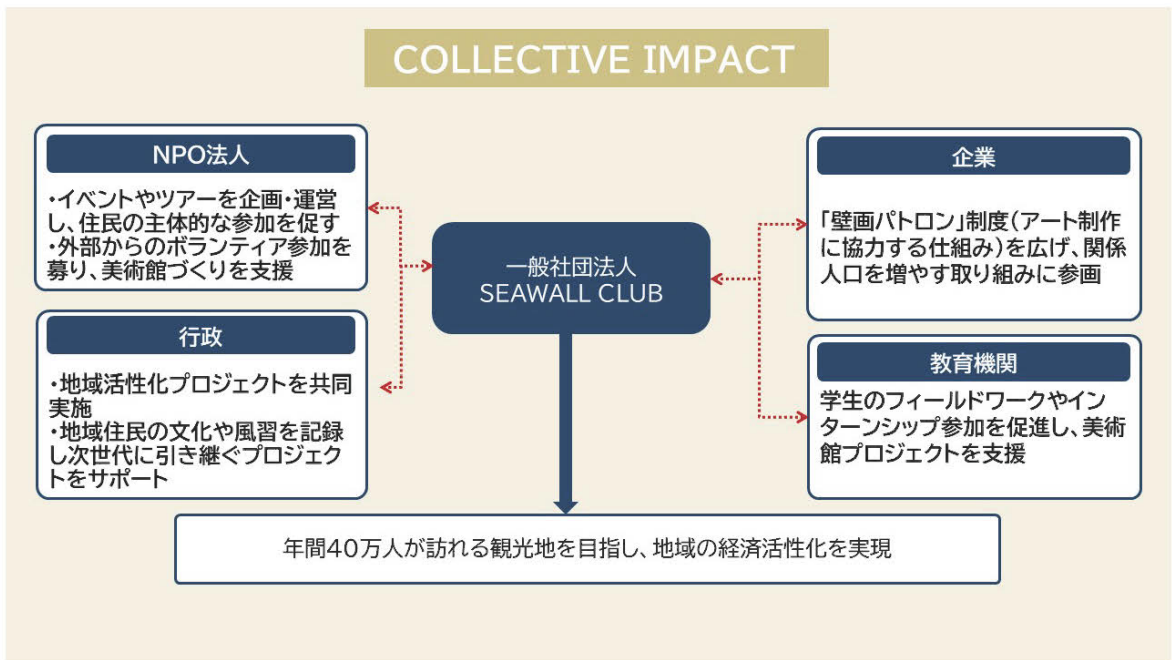 COLLECTIVE IMPACT
NPO法人
・イベントやツアーを企画・運営
し、住民の主体的な参加を促す
・外部からのボランティア参加を
募り、美術館づくりを支援
行政
・地域活性化プロジェクトを共同
実施
・地域住民の文化や風習を記録
し次世代に引き継ぐプロジェク
トをサポート
一般社団法人
SEAWALL CLUB
企業
「壁画パトロン」制度(アート制作
に協力する仕組み)を広げ、関係
人口を増やす取り組みに参画
教育機関
学生のフィールドワークやイン
ターンシップ参加を促進し、美術
館プロジェクトを支援
年間40万人が訪れる観光地を目指し、地域の経済活性化を実現